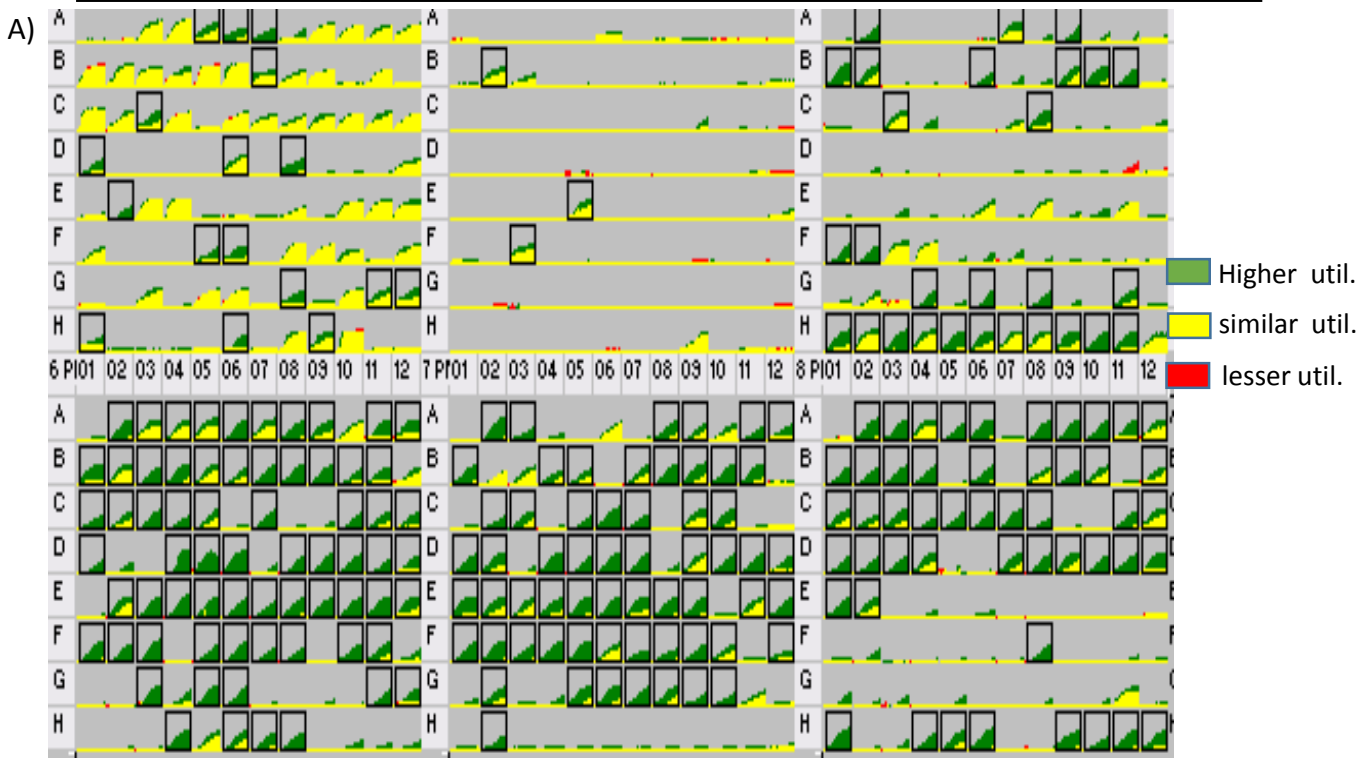 A)
A A A
B B B
C C C
D D D
E E E
F F F
G G G
Higher util.
H H H
similar util.
6 Pl01 02 03 04 05 06 07 08 09 10 11 12 7 Pl01 02 03 04 05 06 07 08 09 10 11 12 8 Pl01 02 03 04 05 06 07 08 09 10 11 12
lesser util.
A A A
B B B
C C C
D D D
E E E
F F F
G G G
H H H